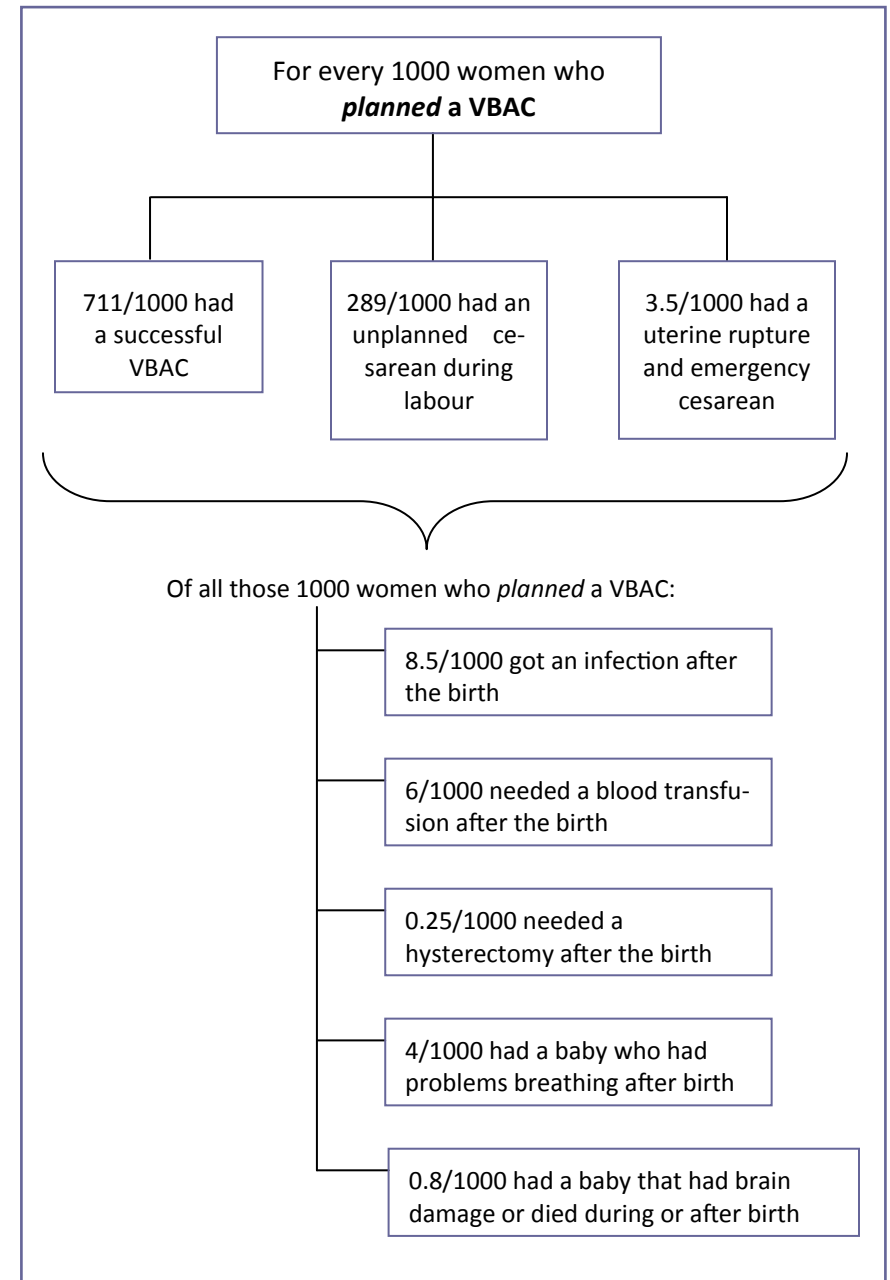 For every 1000 women who
planned a VBAC
711/1000 had
a successful
VBAC
289/1000 had an
unplanned ce-
sarean during
labour
3.5/1000 had a
uterine rupture
and emergency
cesarean
Of all those 1000 women who planned a VBAC:
8.5/1000 got an infection after
the birth
6/1000 needed a blood transfu-
sion after the birth
0.25/1000 needed a
hysterectomy after the birth
4/1000 had a baby who had
problems breathing after birth
0.8/1000 had a baby that had brain
damage or died during or after birth